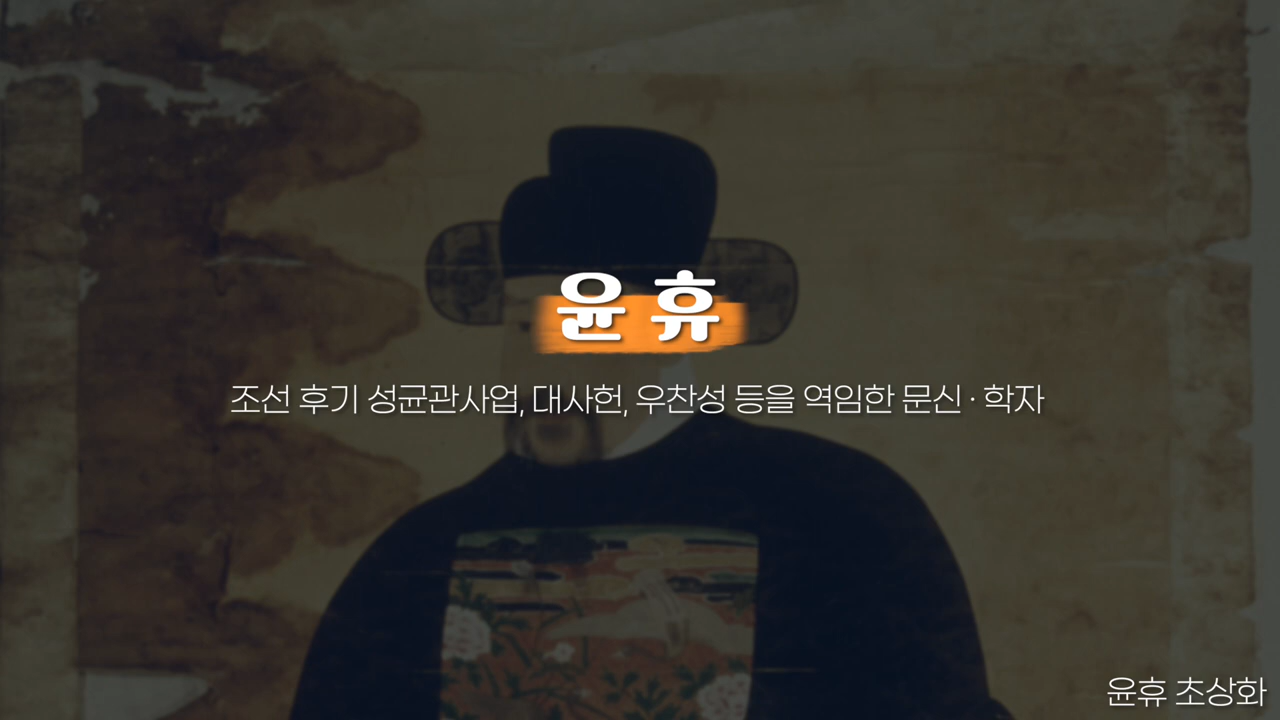 윤 휴
조선 후기 성균관사업, 대사헌, 우찬성 등을 역임한 문신 · 학자
윤휴 초상화